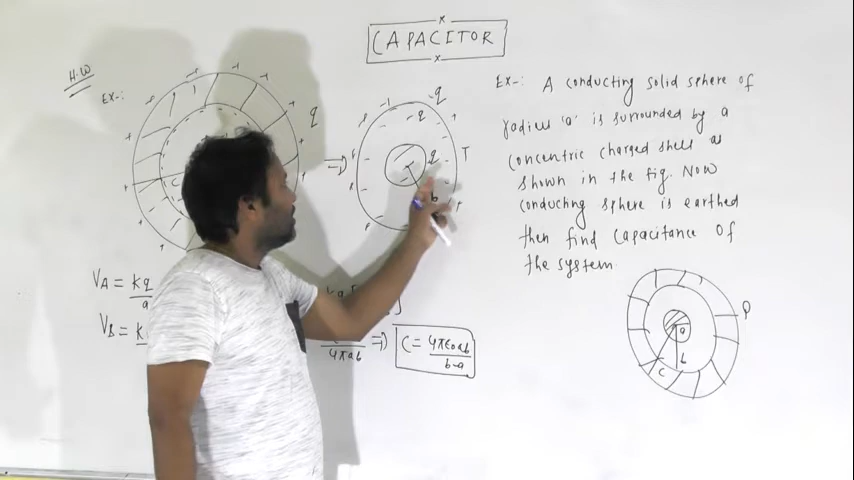 CAPACITOR
H.W
EX-:
q
C
-q
-q
q
b
VA = kq
a
VB = k
4πab ⇒ C = 4πε0ab
b-a
EX-: A conducting solid sphere of
radius 'a' is surrounded by a
concentric charged shell as
shown in the fig. Now
conducting sphere is earthed
then find capacitance of
the system.
Q
a
b
C